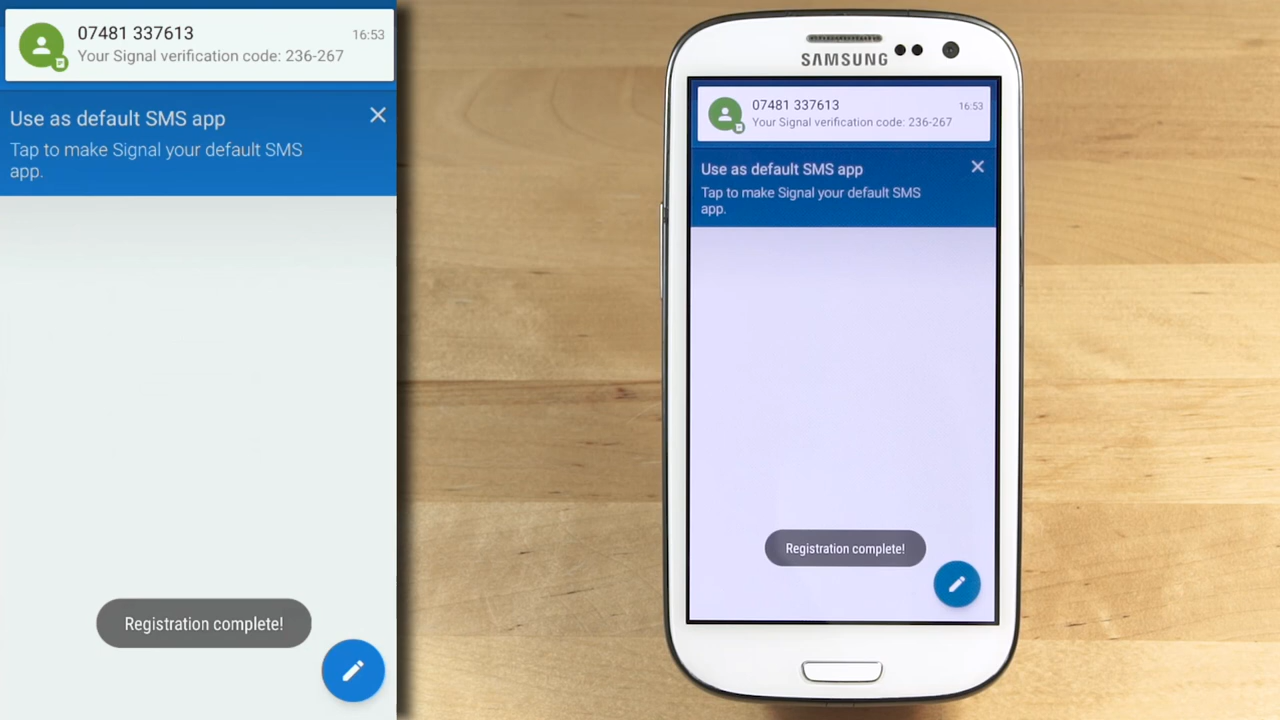 07481 337613
16:53
Your Signal verification code: 236-267
Use as default SMS app
Tap to make Signal your default SMS
app.
Registration complete!
SAMSUNG
07481 337613
16:53
Your Signal verification code: 236-267
Use as default SMS app
Tap to make Signal your default SMS
app.
Registration complete!